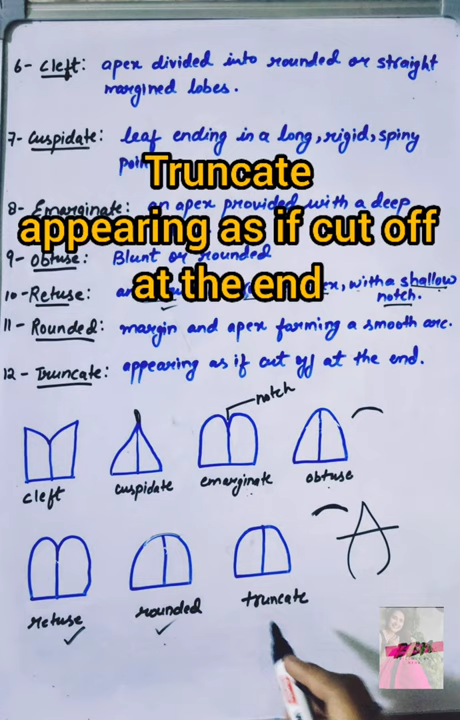 6- Cleft: apex divided into rounded or straight
margined lobes.
7- Cuspidate: leaf ending in a long, rigid, spiny
Truncate
8- Emarginate: an apex provided with a deep
appearing as if cut off
9- Obtuse: Blunt or rounded
at the end
10- Retuse: with a shallow
notch.
11- Rounded: margin and apex forming a smooth arc.
12- Truncate: appearing as if cut off at the end.
notch
cleft
cuspidate
emarginate
obtuse
retuse
rounded
truncate